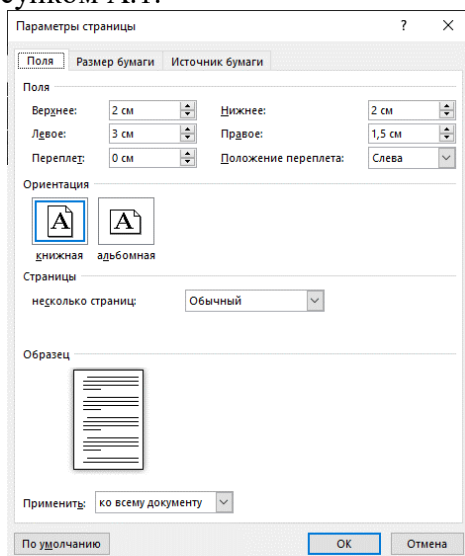 сунком А.1.
Параметры страницы ? ×
Поля Размер бумаги Источник бумаги
Поля
Верхнее: 2 см Нижнее: 2 см
Левое: 3 см Правое: 1,5 см
Переплет: 0 см Положение переплета: Слева
Ориентация
A A
книжная альбомная
Страницы
несколько страниц: Обычный
Образец
Применить: ко всему документу
По умолчанию ОК Отмена